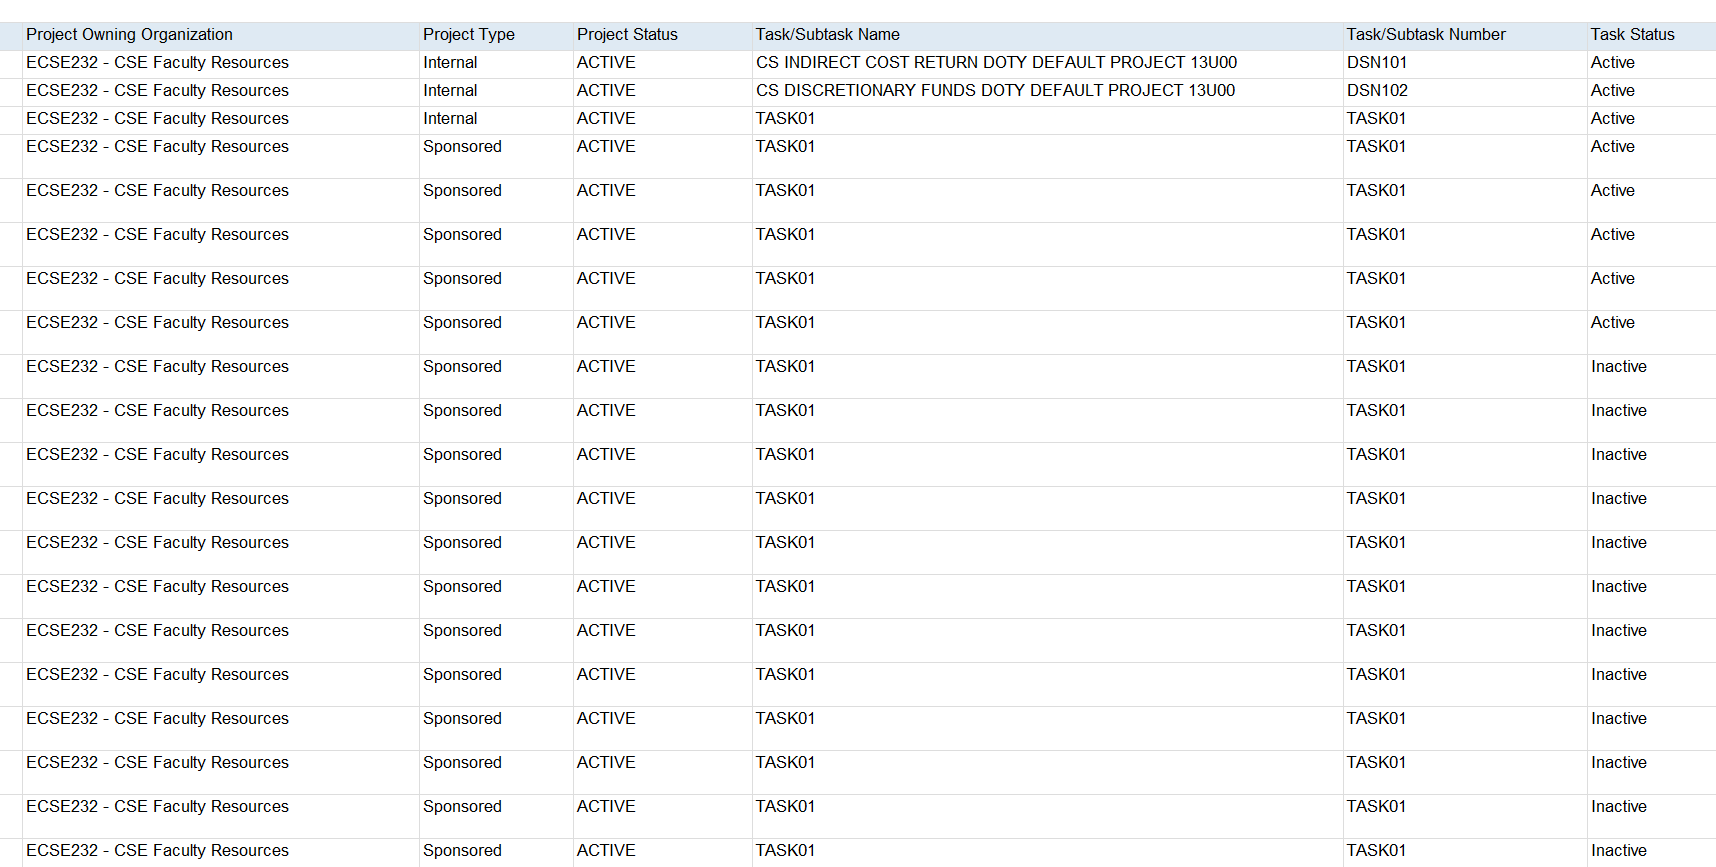 Project Owning Organization Project Type Project Status Task/Subtask Name Task/Subtask Number Task Status
ECSE232 - CSE Faculty Resources Internal ACTIVE CS INDIRECT COST RETURN DOTY DEFAULT PROJECT 13U00 DSN101 Active
ECSE232 - CSE Faculty Resources Internal ACTIVE CS DISCRETIONARY FUNDS DOTY DEFAULT PROJECT 13U00 DSN102 Active
ECSE232 - CSE Faculty Resources Internal ACTIVE TASK01 TASK01 Active
ECSE232 - CSE Faculty Resources Sponsored ACTIVE TASK01 TASK01 Active
ECSE232 - CSE Faculty Resources Sponsored ACTIVE TASK01 TASK01 Active
ECSE232 - CSE Faculty Resources Sponsored ACTIVE TASK01 TASK01 Active
ECSE232 - CSE Faculty Resources Sponsored ACTIVE TASK01 TASK01 Active
ECSE232 - CSE Faculty Resources Sponsored ACTIVE TASK01 TASK01 Active
ECSE232 - CSE Faculty Resources Sponsored ACTIVE TASK01 TASK01 Inactive
ECSE232 - CSE Faculty Resources Sponsored ACTIVE TASK01 TASK01 Inactive
ECSE232 - CSE Faculty Resources Sponsored ACTIVE TASK01 TASK01 Inactive
ECSE232 - CSE Faculty Resources Sponsored ACTIVE TASK01 TASK01 Inactive
ECSE232 - CSE Faculty Resources Sponsored ACTIVE TASK01 TASK01 Inactive
ECSE232 - CSE Faculty Resources Sponsored ACTIVE TASK01 TASK01 Inactive
ECSE232 - CSE Faculty Resources Sponsored ACTIVE TASK01 TASK01 Inactive
ECSE232 - CSE Faculty Resources Sponsored ACTIVE TASK01 TASK01 Inactive
ECSE232 - CSE Faculty Resources Sponsored ACTIVE TASK01 TASK01 Inactive
ECSE232 - CSE Faculty Resources Sponsored ACTIVE TASK01 TASK01 Inactive
ECSE232 - CSE Faculty Resources Sponsored ACTIVE TASK01 TASK01 Inactive
ECSE232 - CSE Faculty Resources Sponsored ACTIVE TASK01 TASK01 Inactive